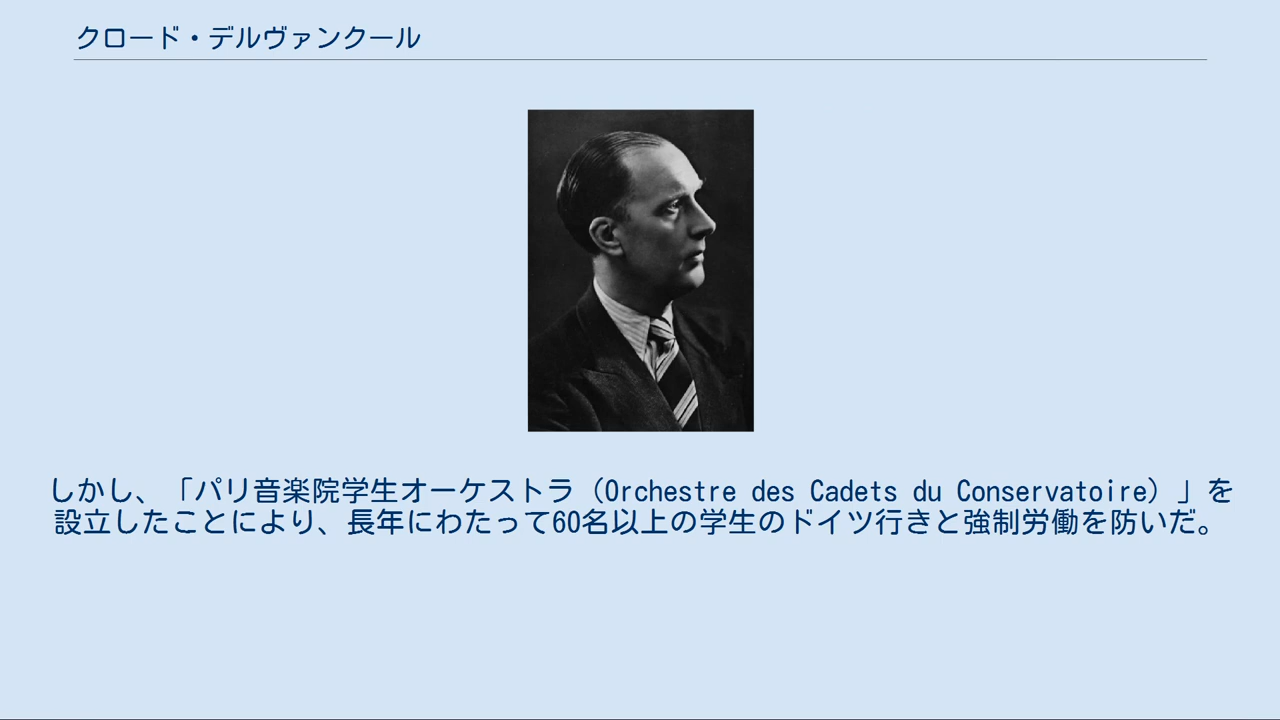 クロード・デルヴァンクール
しかし、「パリ音楽院学生オーケストラ（Orchestre des Cadets du Conservatoire）」を
設立したことにより、長年にわたって60名以上の学生のドイツ行きと強制労働を防いだ。